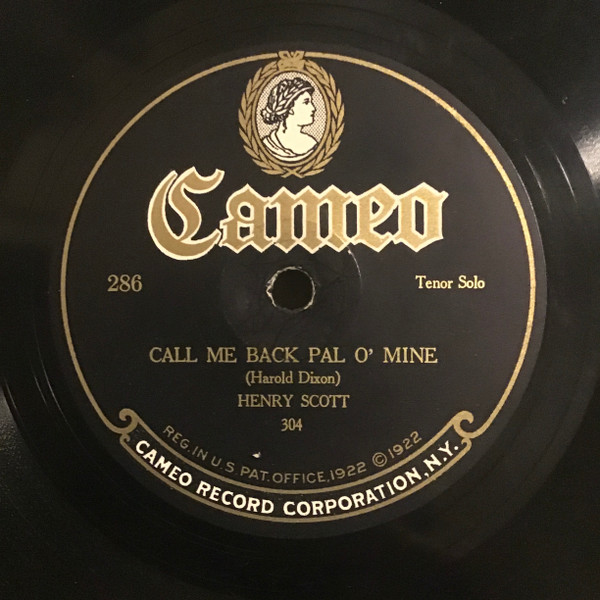 Cameo
286
Tenor Solo
CALL ME BACK PAL O' MINE
(Harold Dixon)
HENRY SCOTT
304
REG. IN U.S. PAT. OFFICE, 1922 © 1922
CAMEO RECORD CORPORATION, N.Y.